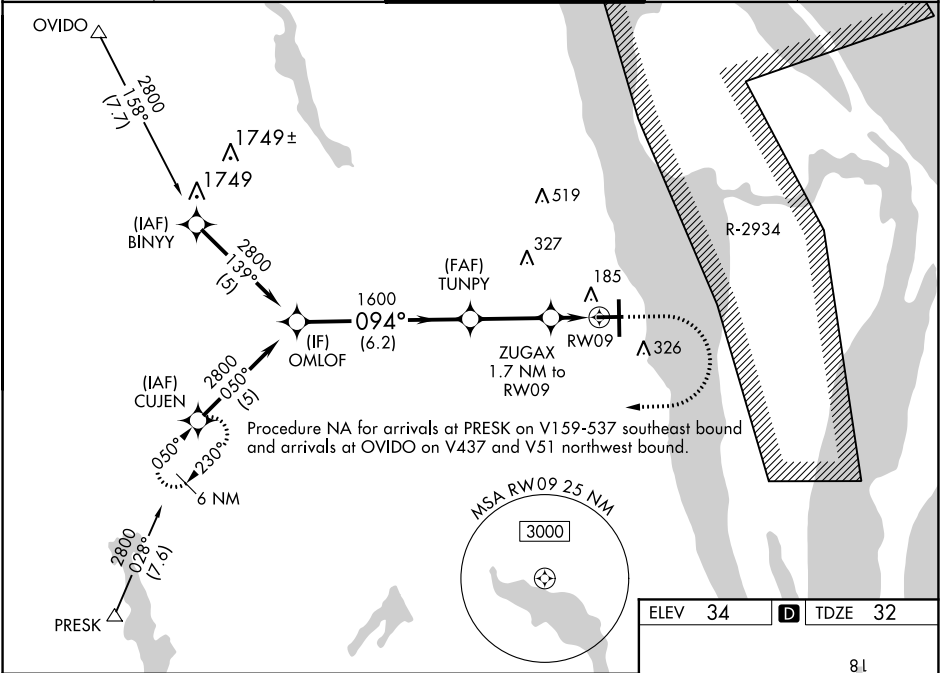 OVIDO
2800
158°
(7.7)
1749±
1749
(IAF)
BINYY
2800
139°
(5)
519
327
R-2934
(FAF)
TUNPY
185
1600
094°
(6.2)
(IF)
OMLOF
RW09
ZUGAX
1.7 NM to
RW09
326
(IAF)
CUJEN
2800
050°
(5)
Procedure NA for arrivals at PRESK on V159-537 southeast bound
and arrivals at OVIDO on V437 and V51 northwest bound.
050°
230°
6 NM
MSA RW09 25 NM
3000
2800
028°
(7.6)
PRESK
ELEV 34 D TDZE 32
18